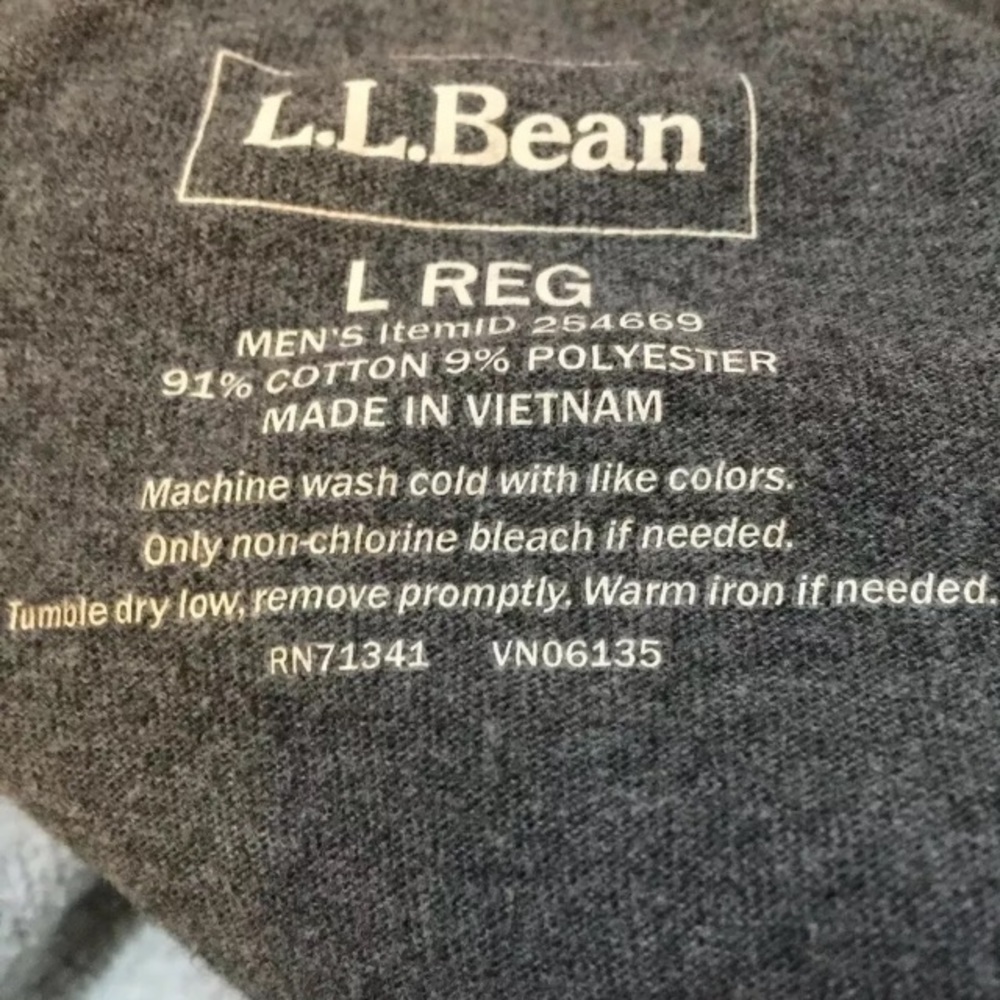 L.L.Bean
L REG
MEN'S ItemID 254669
91% COTTON 9% POLYESTER
MADE IN VIETNAM
Machine wash cold with like colors.
Only non-chlorine bleach if needed.
Tumble dry low, remove promptly. Warm iron if needed.
RN71341 VN06135